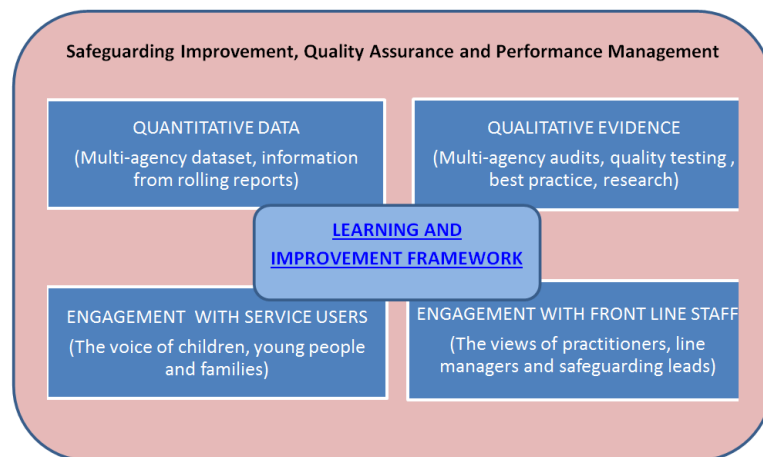 Safeguarding Improvement, Quality Assurance and Performance Management
QUANTITATIVE DATA
(Multi-agency dataset, information
from rolling reports)
QUALITATIVE EVIDENCE
(Multi-agency audits, quality testing ,
best practice, research)
LEARNING AND
IMPROVEMENT FRAMEWORK
ENGAGEMENT WITH SERVICE USERS
(The voice of children, young people
and families)
ENGAGEMENT WITH FRONT LINE STAFF
(The views of practitioners, line
managers and safeguarding leads)